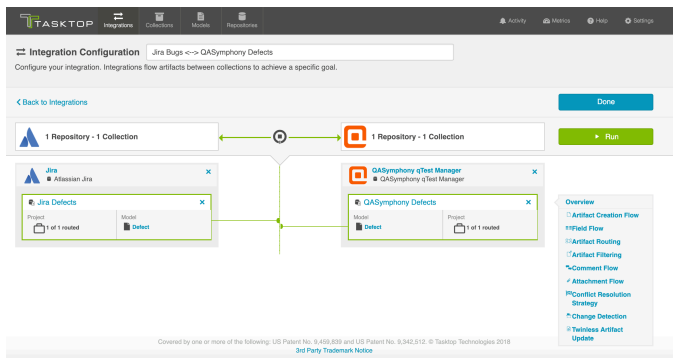 TASKTOP
Integrations
Collections
Models
Repositories
Activity
Metrics
Help
Settings
Integration Configuration
Jira Bugs <--> QASymphony Defects
Configure your integration. Integrations flow artifacts between collections to achieve a specific goal.
Back to Integrations
Done
1 Repository - 1 Collection
1 Repository - 1 Collection
Run
Jira
Atlassian Jira
QASymphony qTest Manager
QASymphony qTest Manager
Jira Defects
QASymphony Defects
Project
Model
1 of 1 routed
Defect
Model
Project
Defect
1 of 1 routed
Overview
Artifact Creation Flow
Field Flow
Artifact Routing
Artifact Filtering
Comment Flow
Attachment Flow
Conflict Resolution
Strategy
Change Detection
Twinless Artifact
Update
Covered by one or more of the following: US Patent No. 9,459,839 and US Patent No. 9,342,512. © Tasktop Technologies 2018
3rd Party Trademark Notice